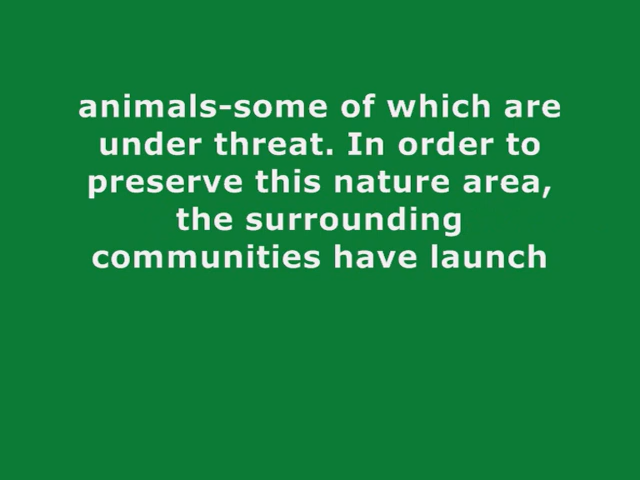 animals-some of which are
under threat. In order to
preserve this nature area,
the surrounding
communities have launch